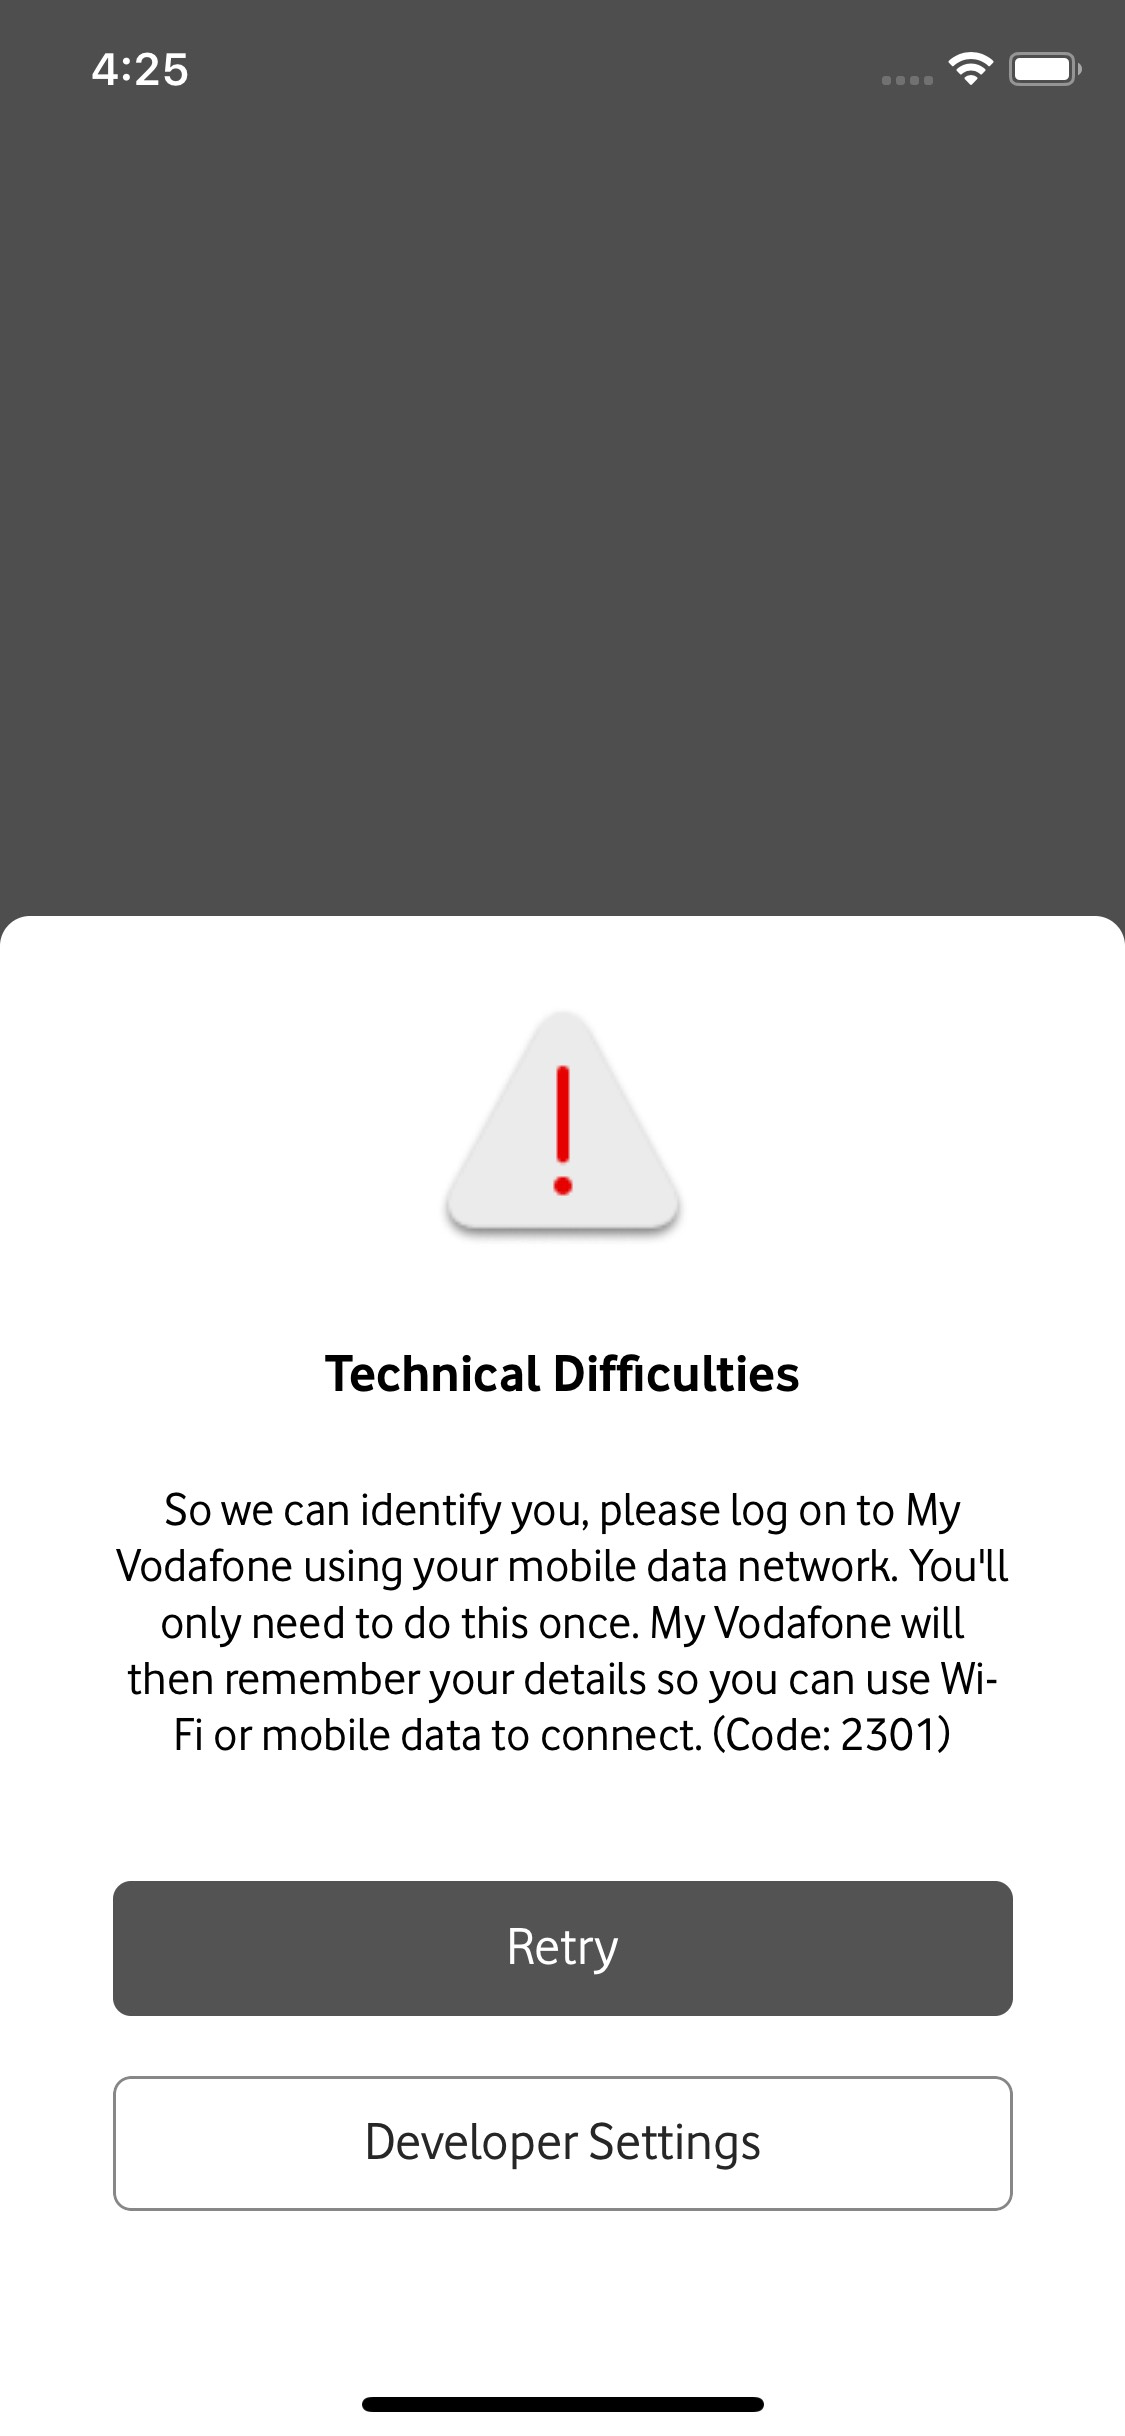 4:25
Technical Difficulties
So we can identify you, please log on to My
Vodafone using your mobile data network. You'll
only need to do this once. My Vodafone will
then remember your details so you can use Wi-
Fi or mobile data to connect. (Code: 2301)
Retry
Developer Settings